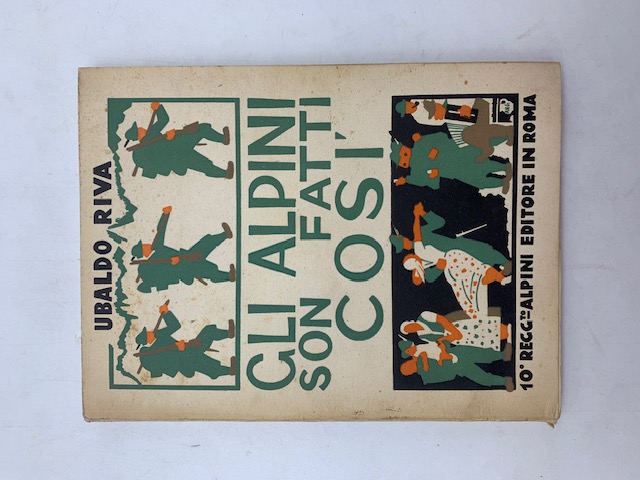 UBALDO RIVA
GLI ALPINI
SON FATTI
COSÌ
10° REGG.TO ALPINI EDITORE IN ROMA